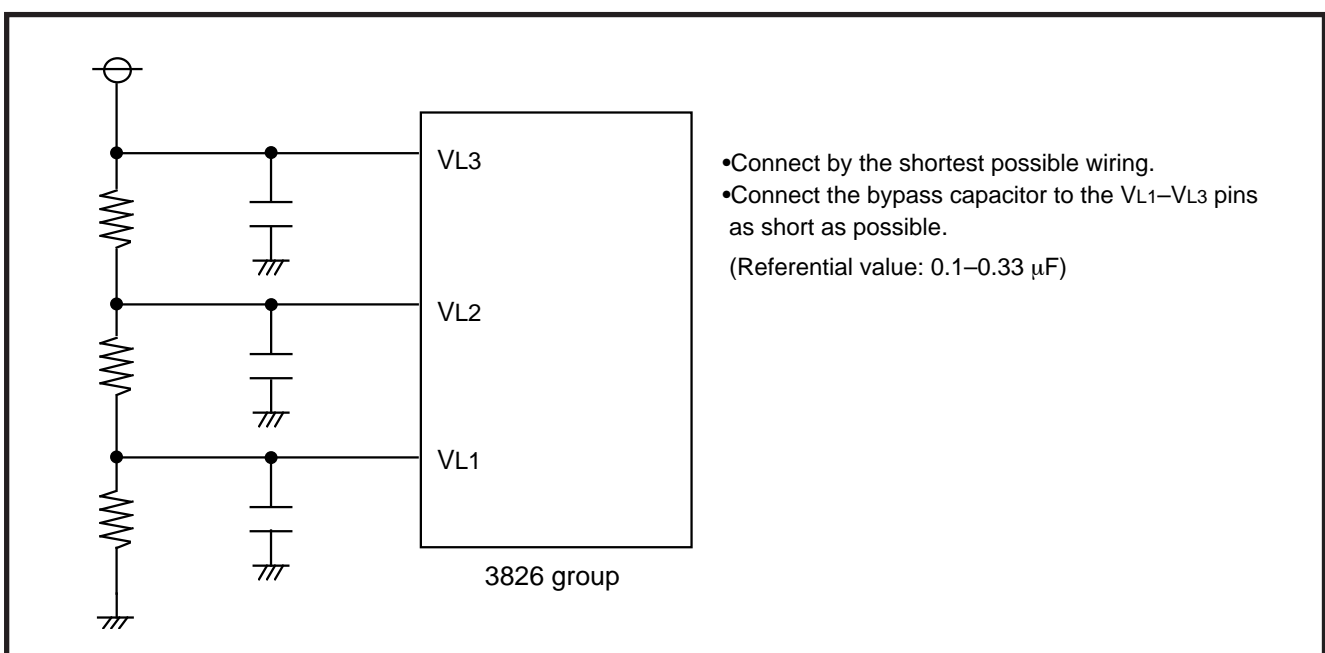 VL3
•Connect by the shortest possible wiring.
•Connect the bypass capacitor to the VL1–VL3 pins
as short as possible.
(Referential value: 0.1–0.33 μF)
VL2
VL1
3826 group